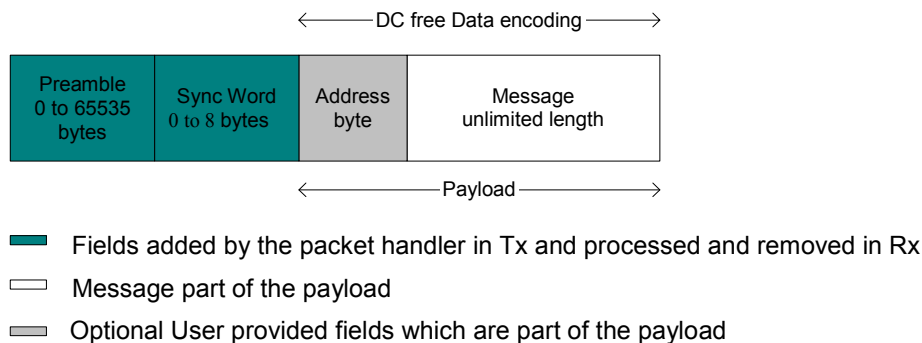 DC free Data encoding
Preamble
0 to 65535
bytes
Sync Word
0 to 8 bytes
Address
byte
Message
unlimited length
Payload
Fields added by the packet handler in Tx and processed and removed in Rx
Message part of the payload
Optional User provided fields which are part of the payload